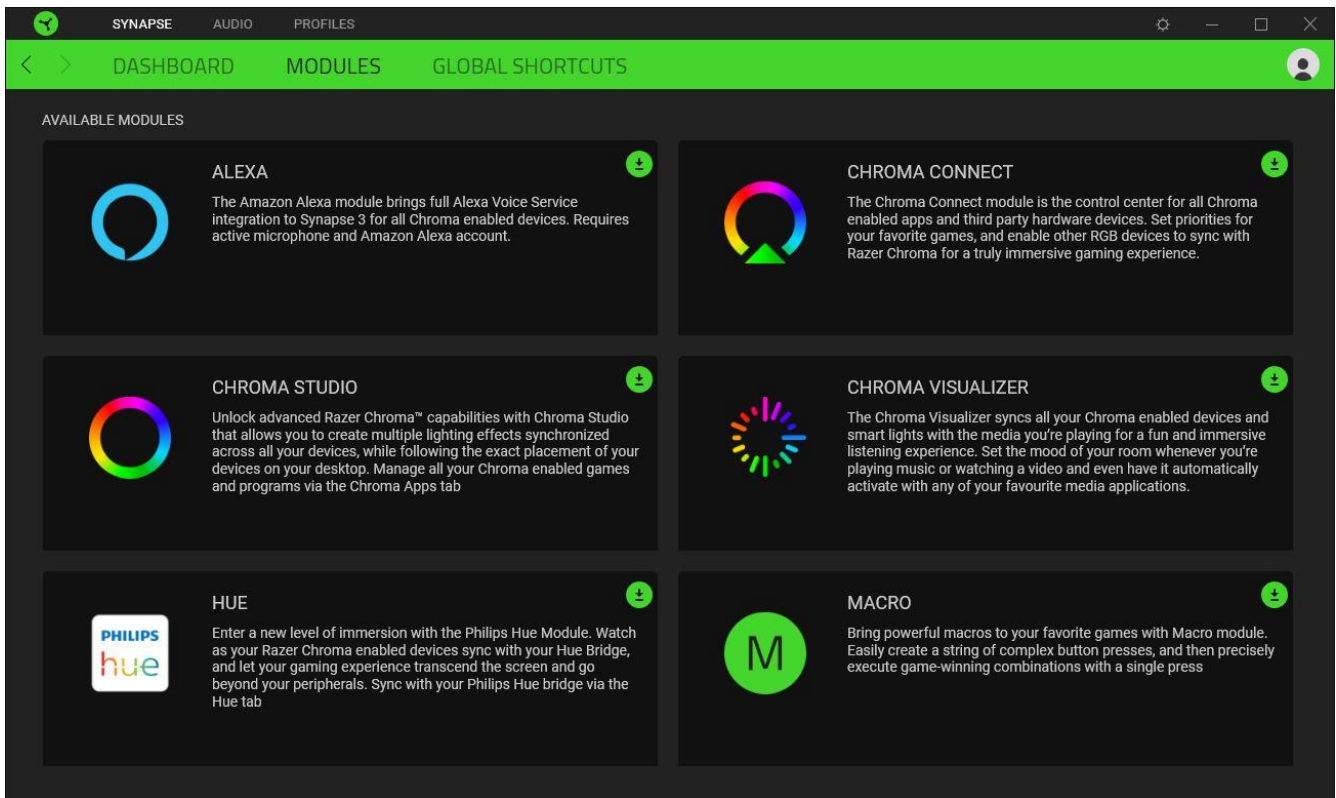 SYNAPSE AUDIO PROFILES
DASHBOARD MODULES GLOBAL SHORTCUTS
AVAILABLE MODULES
ALEXA
The Amazon Alexa module brings full Alexa Voice Service
integration to Synapse 3 for all Chroma enabled devices. Requires
active microphone and Amazon Alexa account.
CHROMA CONNECT
The Chroma Connect module is the control center for all Chroma
enabled apps and third party hardware devices. Set priorities for
your favorite games, and enable other RGB devices to sync with
Razer Chroma for a truly immersive gaming experience.
CHROMA STUDIO
Unlock advanced Razer Chroma™ capabilities with Chroma Studio
that allows you to create multiple lighting effects synchronized
across all your devices, while following the exact placement of your
devices on your desktop. Manage all your Chroma enabled games
and programs via the Chroma Apps tab
CHROMA VISUALIZER
The Chroma Visualizer syncs all your Chroma enabled devices and
smart lights with the media you're playing for a fun and immersive
listening experience. Set the mood of your room whenever you're
playing music or watching a video and even have it automatically
activate with any of your favourite media applications.
PHILIPS
hue
HUE
Enter a new level of immersion with the Philips Hue Module. Watch
as your Razer Chroma enabled devices sync with your Hue Bridge,
and let your gaming experience transcend the screen and go
beyond your peripherals. Sync with your Philips Hue bridge via the
Hue tab
M
MACRO
Bring powerful macros to your favorite games with Macro module.
Easily create a string of complex button presses, and then precisely
execute game-winning combinations with a single press